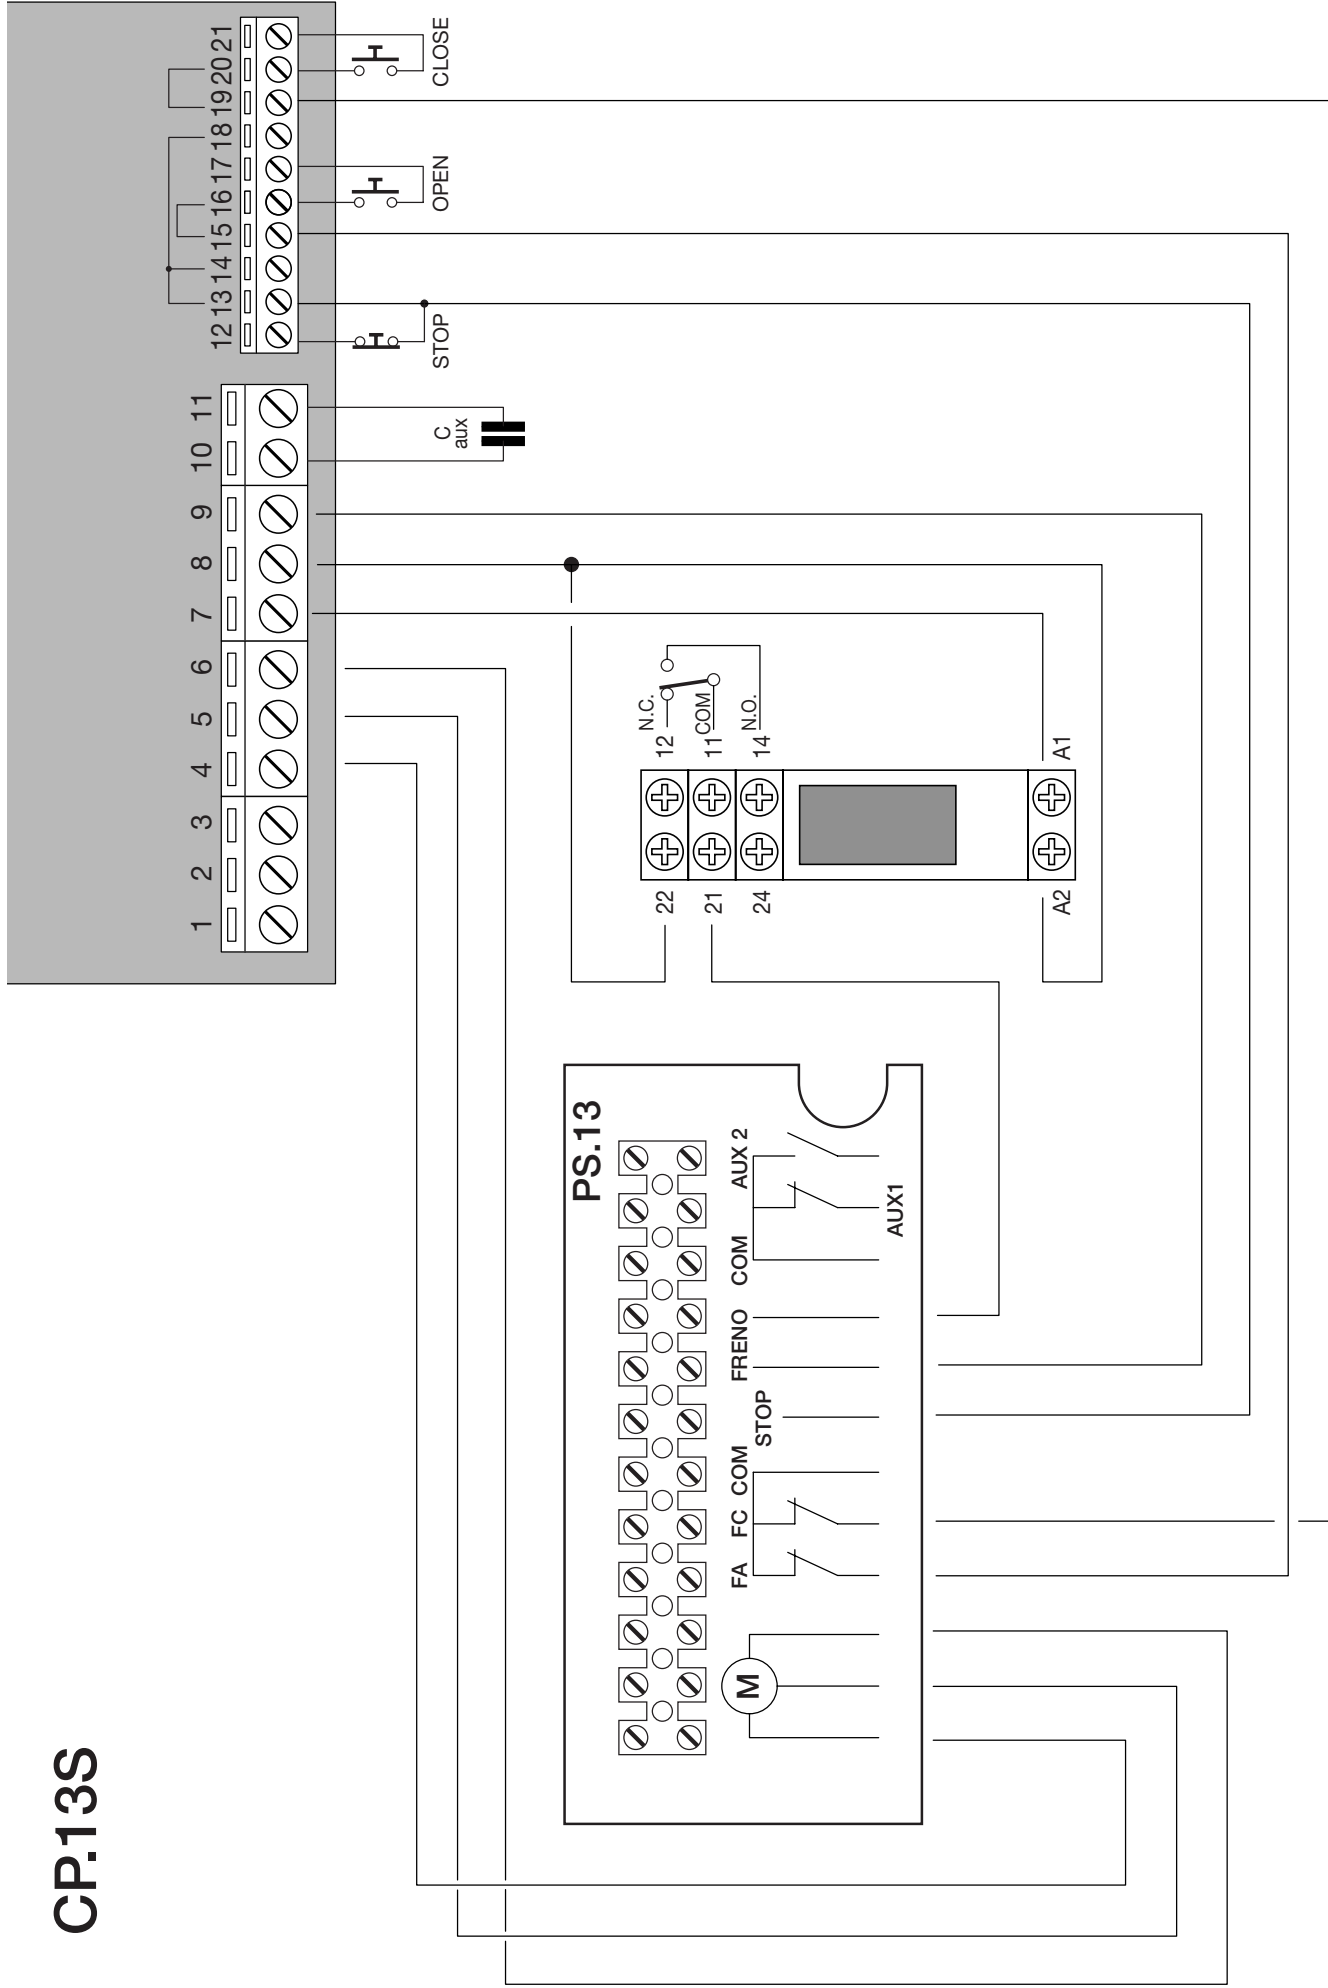 CP.13S
1 2 3 4 5 6 7 8 9 10 11 12 13 14 15 16 17 18 19 20 21
C
aux
STOP
OPEN
CLOSE
N.C.
COM
N.O.
12
11
14
A1
22
21
24
A2
PS.13
M
FA FC COM
STOP
FRENO
COM
AUX 2
AUX1